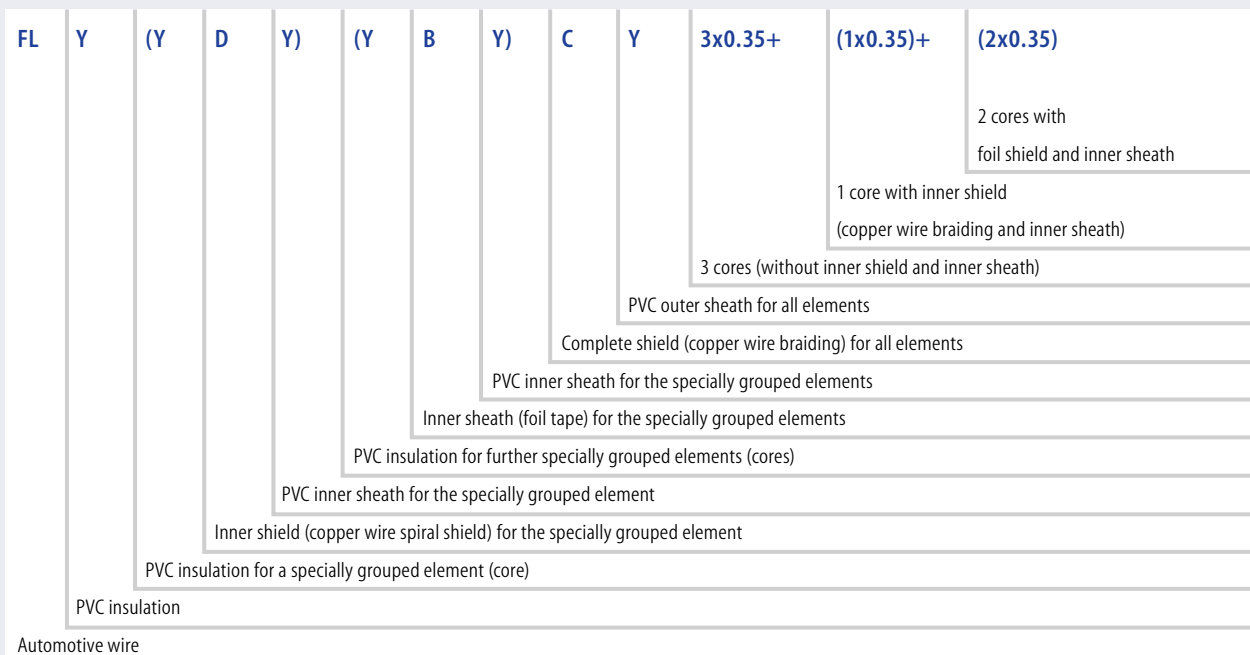 FL Y (Y D Y) (Y B Y) C Y 3x0.35+ (1x0.35)+ (2x0.35)
2 cores with
foil shield and inner sheath
1 core with inner shield
(copper wire braiding and inner sheath)
3 cores (without inner shield and inner sheath)
PVC outer sheath for all elements
Complete shield (copper wire braiding) for all elements
PVC inner sheath for the specially grouped elements
Inner sheath (foil tape) for the specially grouped elements
PVC insulation for further specially grouped elements (cores)
PVC inner sheath for the specially grouped element
Inner shield (copper wire spiral shield) for the specially grouped element
PVC insulation for a specially grouped element (core)
PVC insulation
Automotive wire